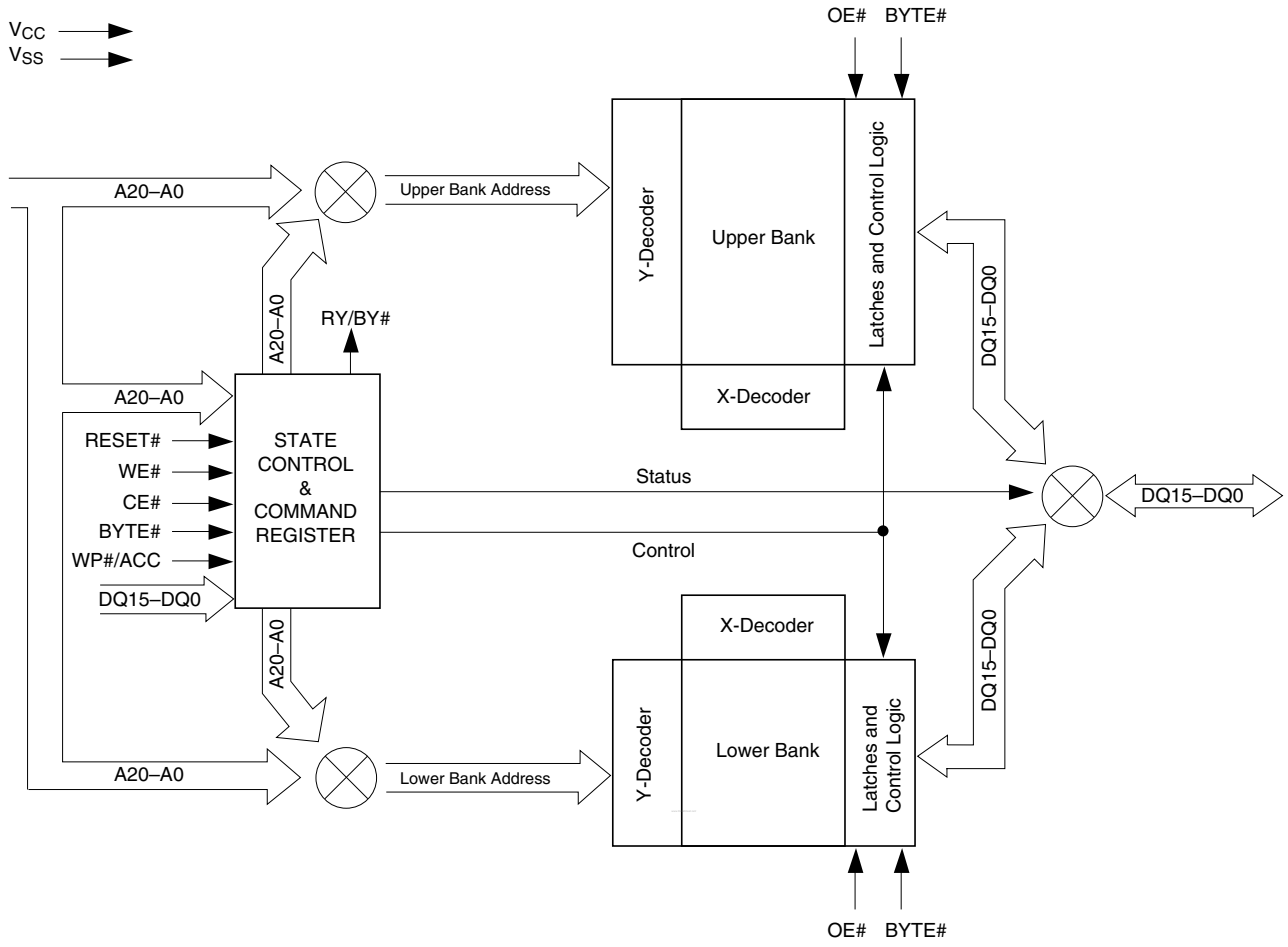 VCC
VSS
OE# BYTE#
A20–A0
Upper Bank Address
Y-Decoder
Upper Bank
Latches and Control Logic
X-Decoder
DQ15–DQ0
A20–A0
RY/BY#
A20–A0
RESET#
WE#
CE#
BYTE#
WP#/ACC
DQ15–DQ0
STATE
CONTROL
&
COMMAND
REGISTER
Status
Control
DQ15–DQ0
A20–A0
X-Decoder
DQ15–DQ0
A20–A0
Lower Bank Address
Y-Decoder
Lower Bank
Latches and
Control Logic
OE# BYTE#